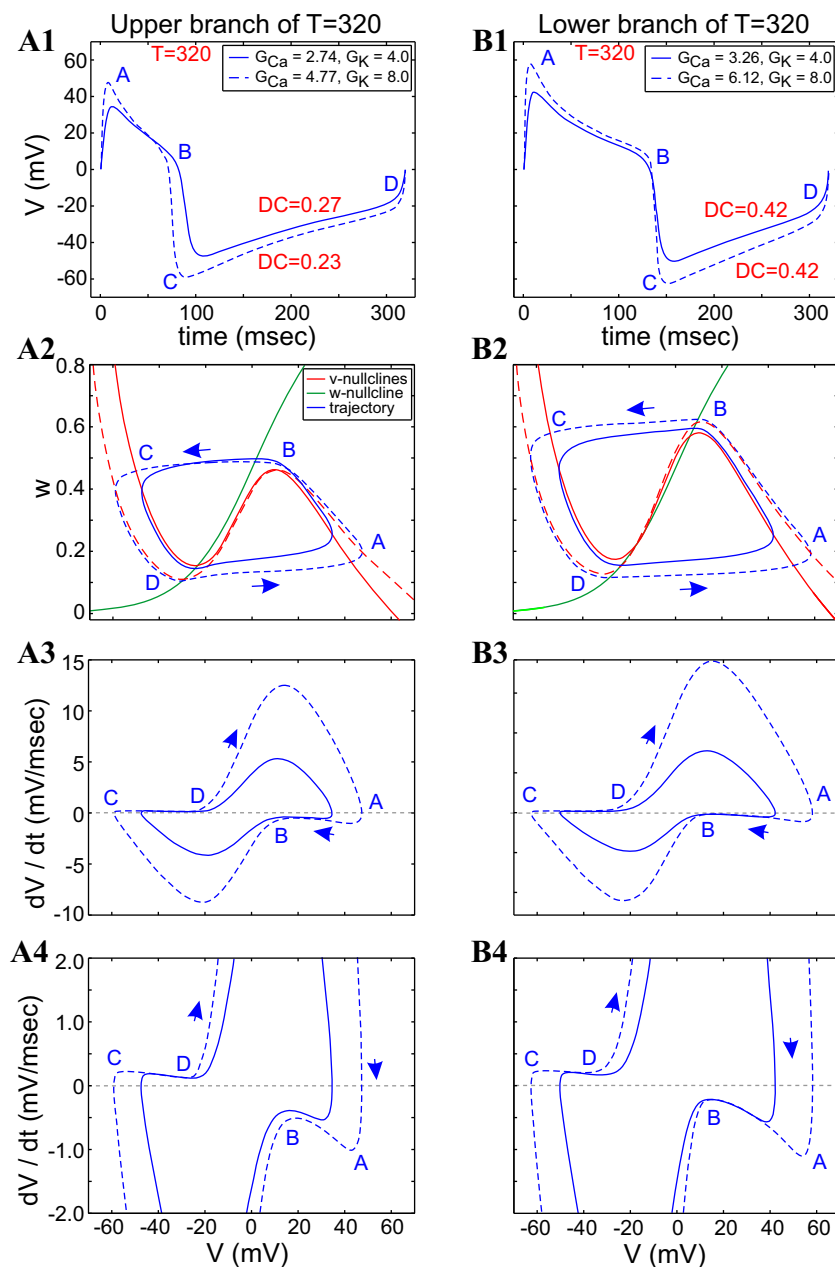 Upper branch of T=320
Lower branch of T=320
A1
T=320
G_Ca = 2.74, G_K = 4.0
G_Ca = 4.77, G_K = 8.0
A
B
C
D
DC=0.27
DC=0.23
60
40
20
0
-20
-40
-60
V (mV)
0
100
200
300
time (msec)
B1
T=320
G_Ca = 3.26, G_K = 4.0
G_Ca = 6.12, G_K = 8.0
A
B
C
D
DC=0.42
DC=0.42
0
100
200
300
time (msec)
A2
v-nullclines
w-nullcline
trajectory
0.8
0.6
0.4
0.2
0
w
A
B
C
D
B2
A
B
C
D
A3
15
10
5
0
-5
-10
dV / dt (mV/msec)
A
B
C
D
B3
A
B
C
D
A4
2.0
1.0
0
-1.0
-2.0
dV / dt (mV/msec)
A
B
C
D
-60
-40
-20
0
20
40
60
V (mV)
B4
A
B
C
D
-60
-40
-20
0
20
40
60
V (mV)